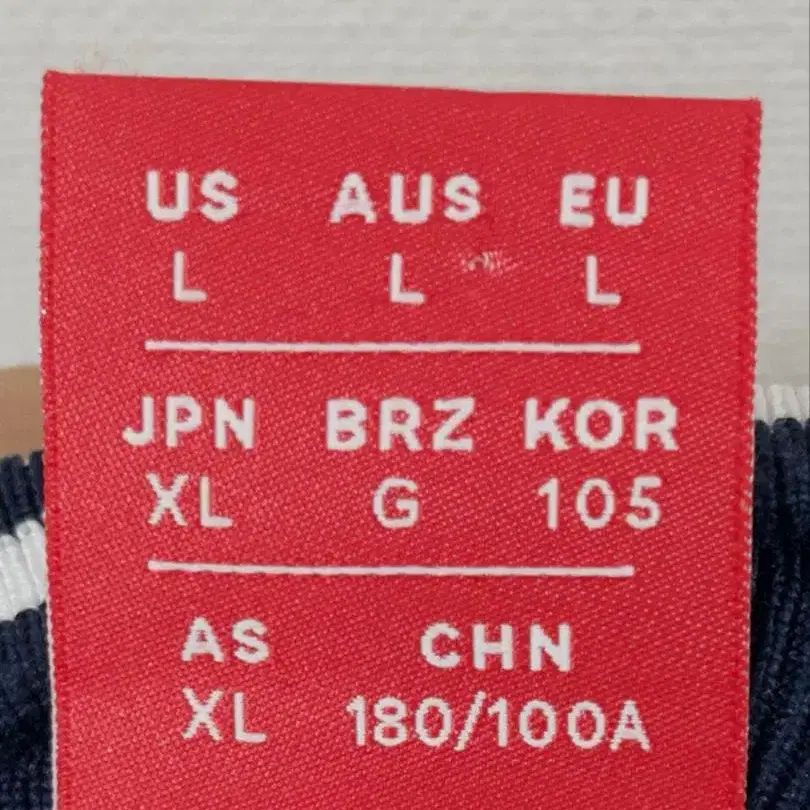 US AUS EU
L L L
JPN BRZ KOR
XL G 105
AS CHN
XL 180/100A